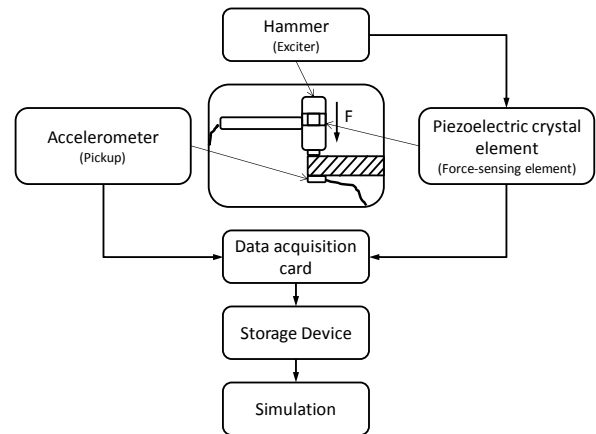 Hammer
(Exciter)
F
Accelerometer
(Pickup)
Piezoelectric crystal
element
(Force-sensing element)
Data acquisition
card
Storage Device
Simulation